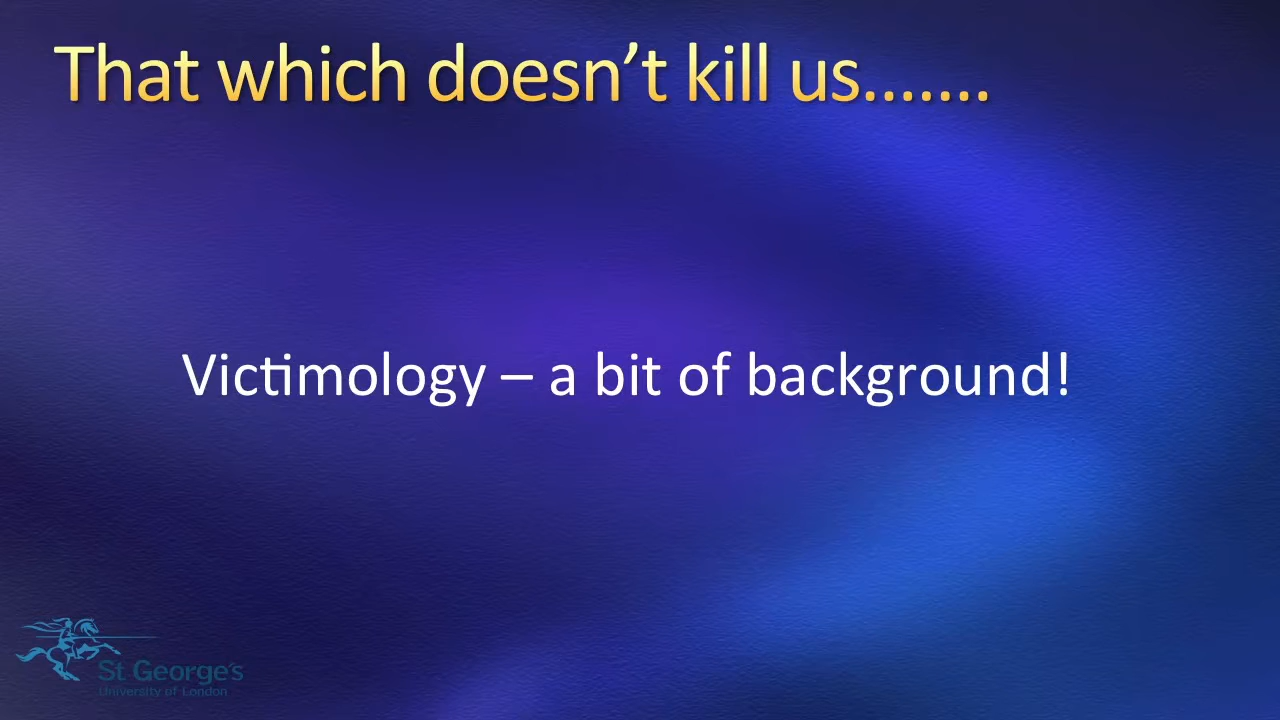 That which doesn’t kill us.......
Victimology – a bit of background!
St George's
University of London